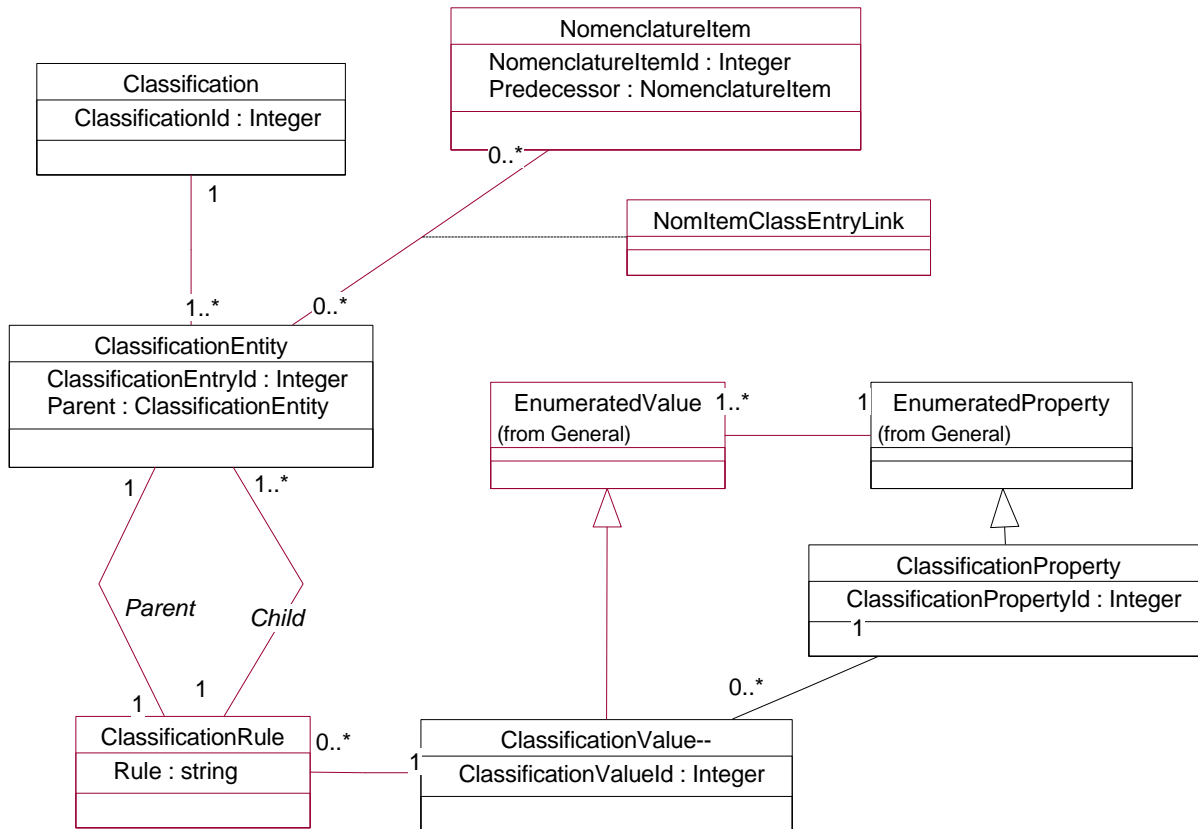 NomenclatureItem
NomenclatureItemId : Integer
Predecessor : NomenclatureItem
Classification
ClassificationId : Integer
0..*
1
NomItemClassEntryLink
1..*
0..*
ClassificationEntity
ClassificationEntryId : Integer
Parent : ClassificationEntity
EnumeratedValue
(from General)
1..*
1
EnumeratedProperty
(from General)
1
1..*
ClassificationProperty
ClassificationPropertyId : Integer
1
Parent
Child
0..*
1
1
ClassificationRule
Rule : string
0..*
1
ClassificationValue--
ClassificationValueId : Integer